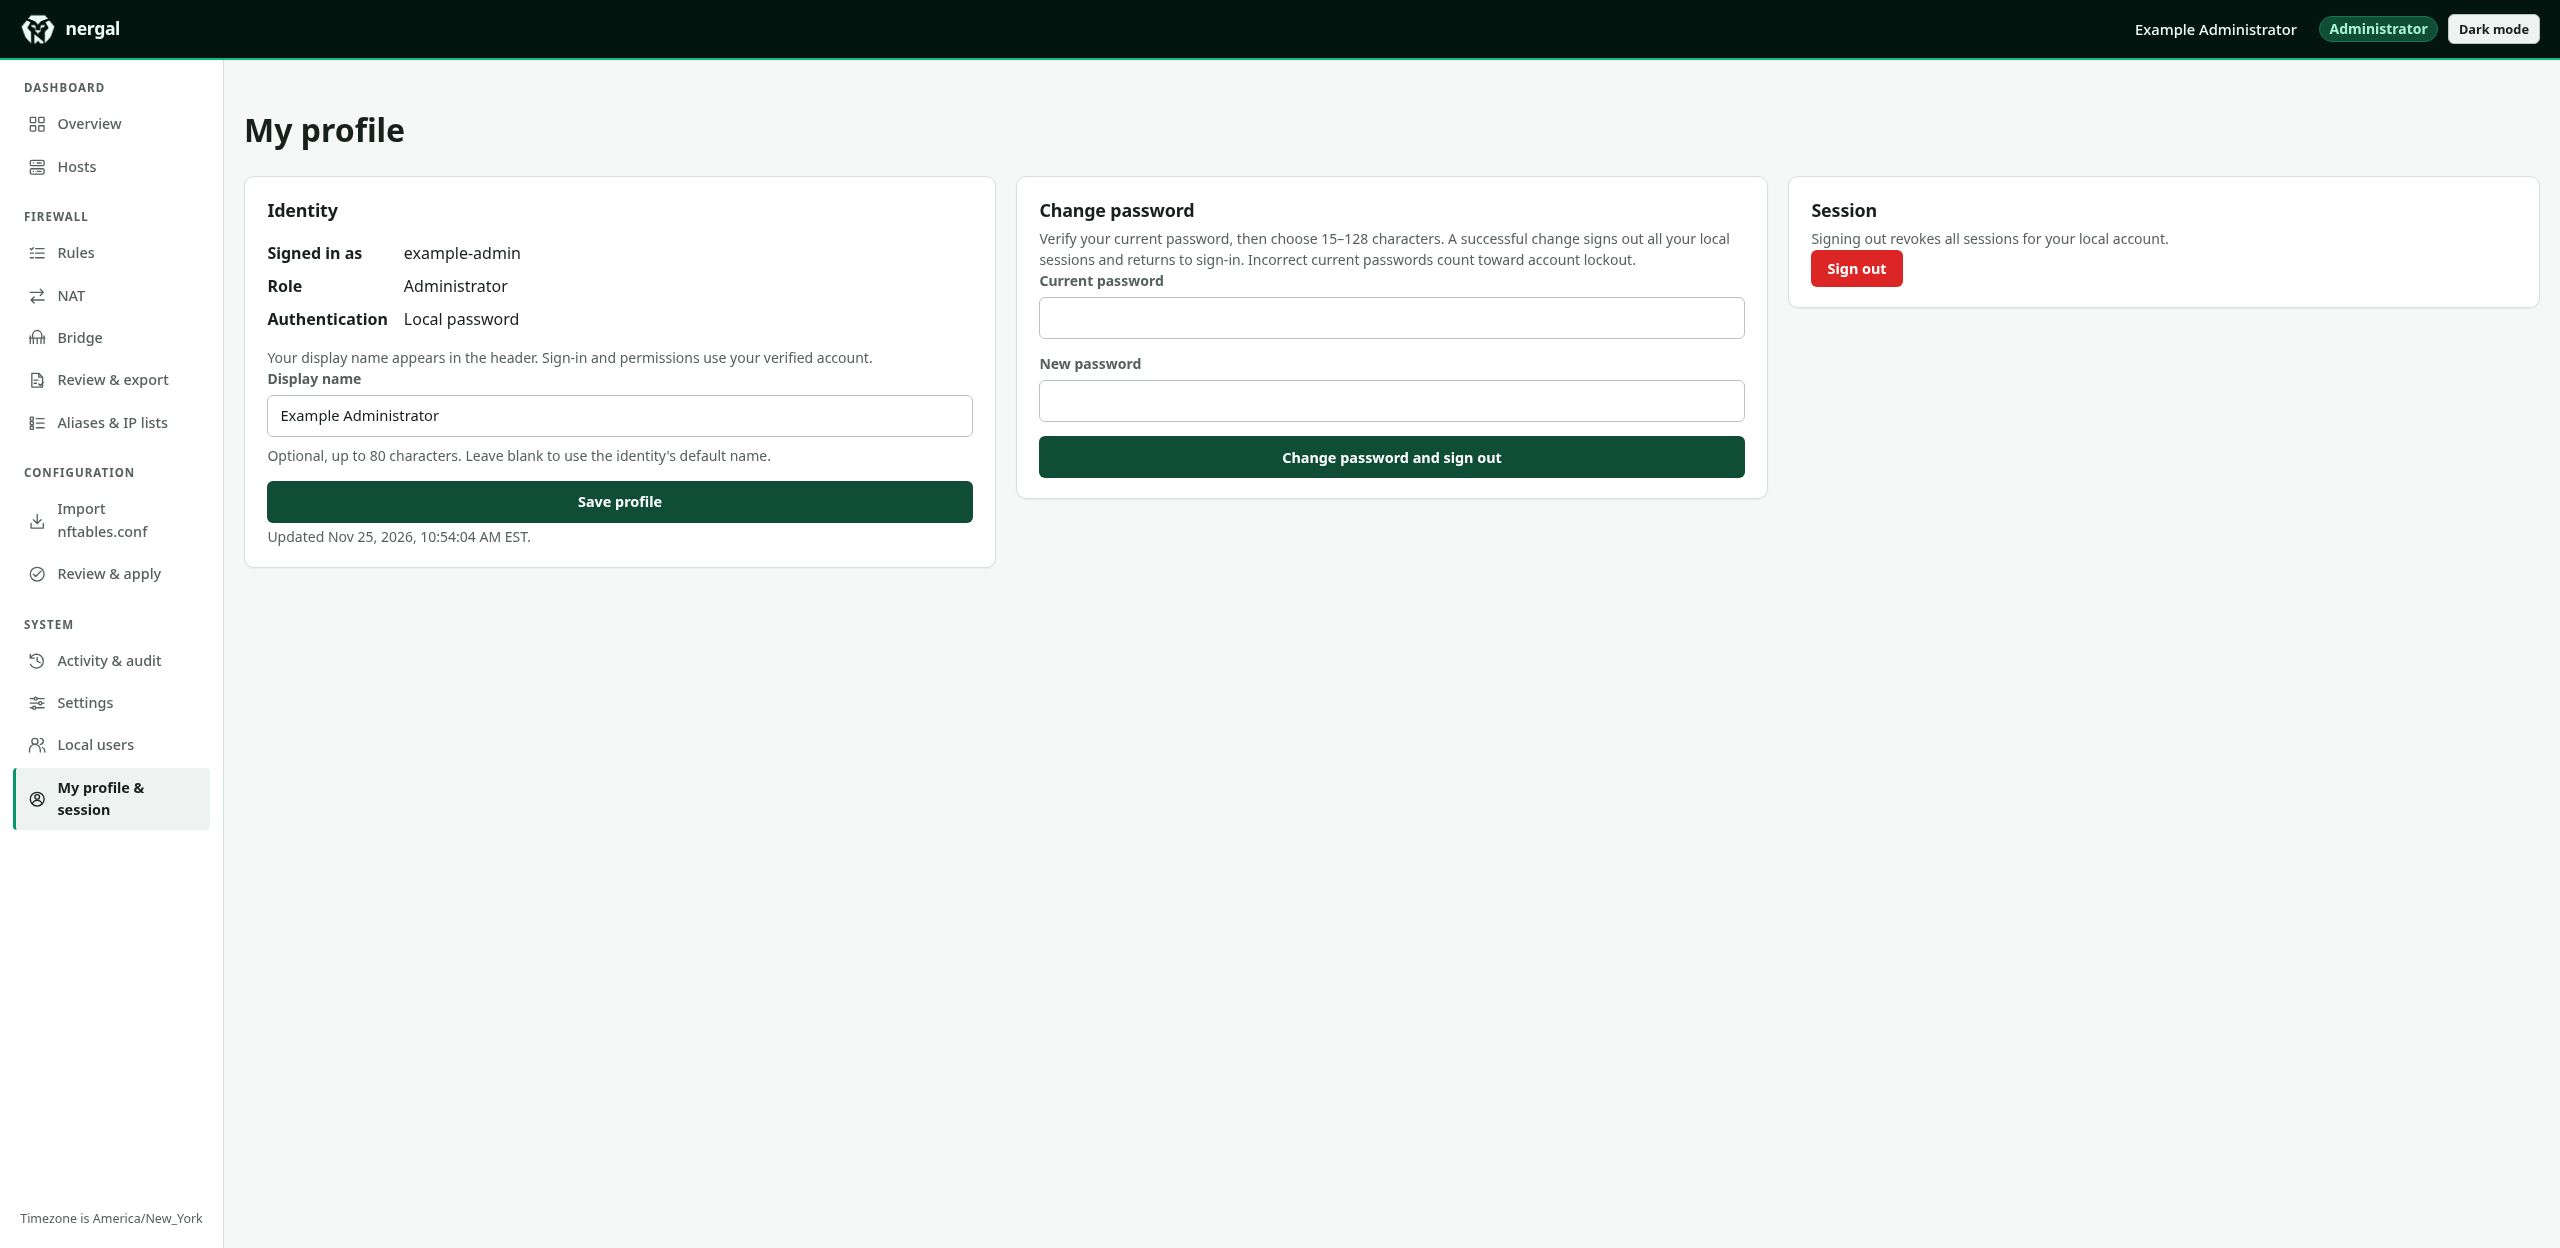 nergal
Example Administrator
Administrator
Dark mode
DASHBOARD
Overview
Hosts
FIREWALL
Rules
NAT
Bridge
Review & export
Aliases & IP lists
CONFIGURATION
Import
nftables.conf
Review & apply
SYSTEM
Activity & audit
Settings
Local users
My profile &
session
Timezone is America/New_York
My profile
Identity
Signed in as example-admin
Role Administrator
Authentication Local password
Your display name appears in the header. Sign-in and permissions use your verified account.
Display name
Example Administrator
Optional, up to 80 characters. Leave blank to use the identity's default name.
Save profile
Updated Nov 25, 2026, 10:54:04 AM EST.
Change password
Verify your current password, then choose 15–128 characters. A successful change signs out all your local
sessions and returns to sign-in. Incorrect current passwords count toward account lockout.
Current password
New password
Change password and sign out
Session
Signing out revokes all sessions for your local account.
Sign out